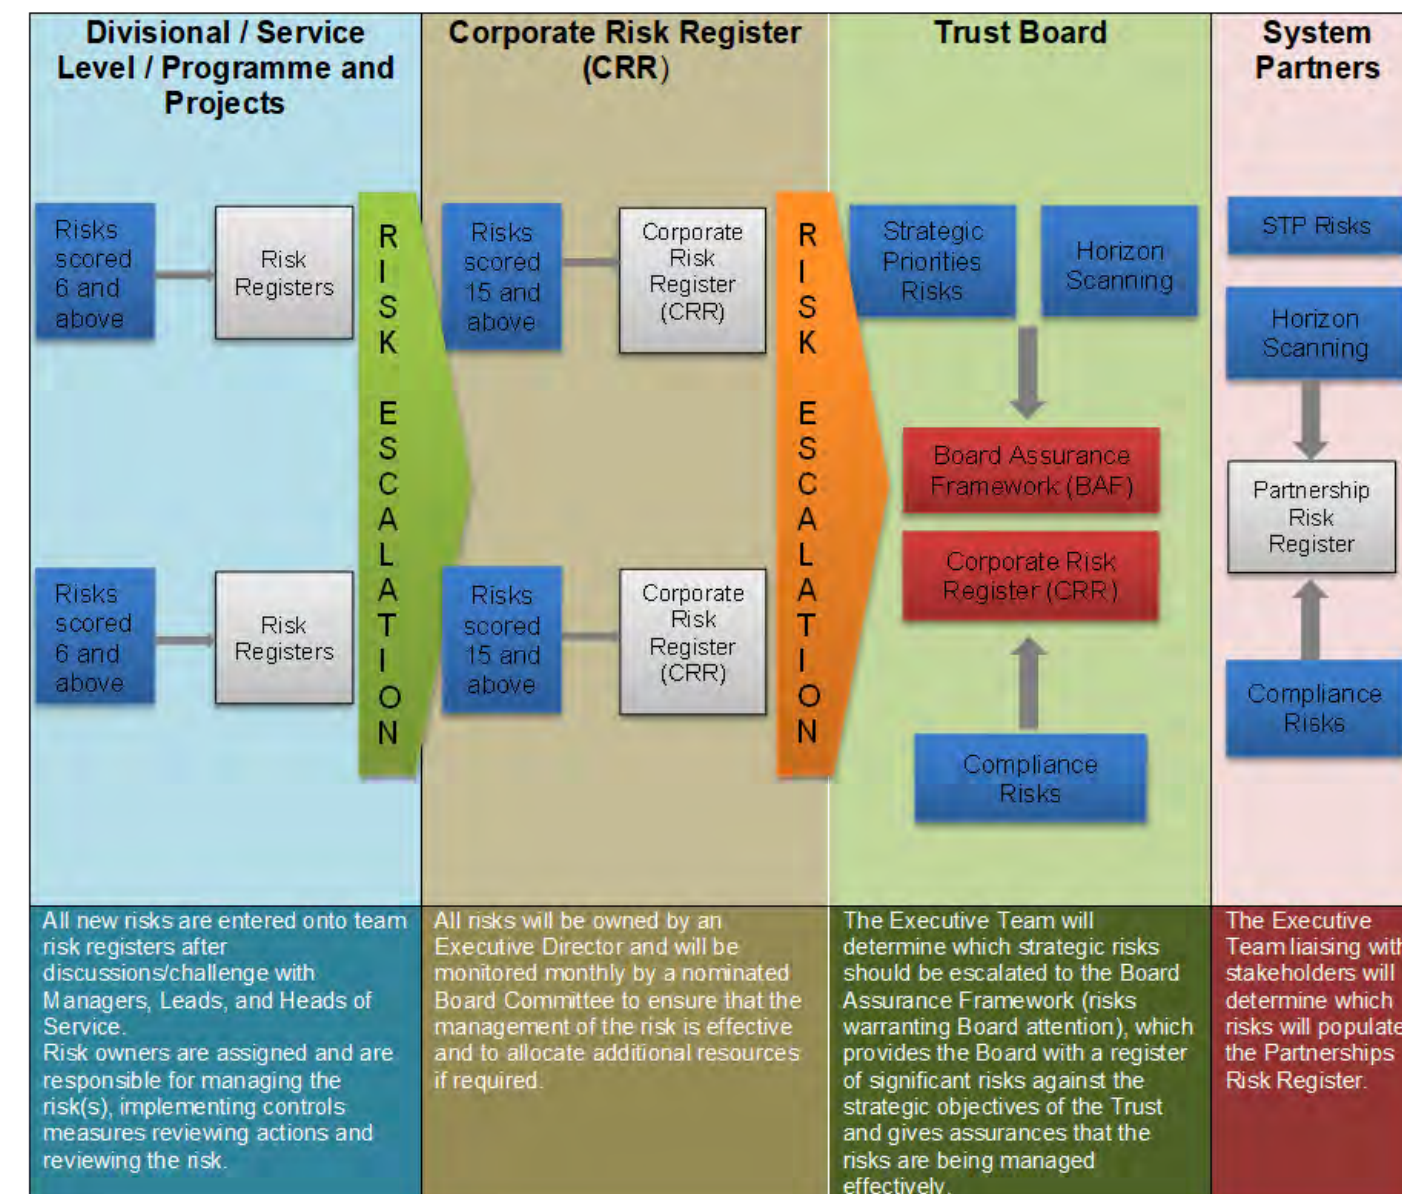 Divisional / Service
Level / Programme and
Projects
Corporate Risk Register
(CRR)
Trust Board
System
Partners
Risks
scored
6 and
above
Risk
Registers
Risks
scored
6 and
above
Risk
Registers
RISK ESCALATION
Risks
scored
15 and
above
Corporate
Risk
Register
(CRR)
Risks
scored
15 and
above
Corporate
Risk
Register
(CRR)
RISK ESCALATION
Strategic
Priorities
Risks
Horizon
Scanning
Board Assurance
Framework (BAF)
Corporate Risk
Register (CRR)
Compliance
Risks
STP Risks
Horizon
Scanning
Partnership
Risk
Register
Compliance
Risks
All new risks are entered onto team
risk registers after
discussions/challenge with
Managers, Leads, and Heads of
Service.
Risk owners are assigned and are
responsible for managing the
risk(s), implementing controls
measures reviewing actions and
reviewing the risk.
All risks will be owned by an
Executive Director and will be
monitored monthly by a nominated
Board Committee to ensure that the
management of the risk is effective
and to allocate additional resources
if required.
The Executive Team will
determine which strategic risks
should be escalated to the Board
Assurance Framework (risks
warranting Board attention), which
provides the Board with a register
of significant risks against the
strategic objectives of the Trust
and gives assurances that the
risks are being managed
effectively.
The Executive
Team liaising with
stakeholders will
determine which
risks will populate
the Partnerships
Risk Register.